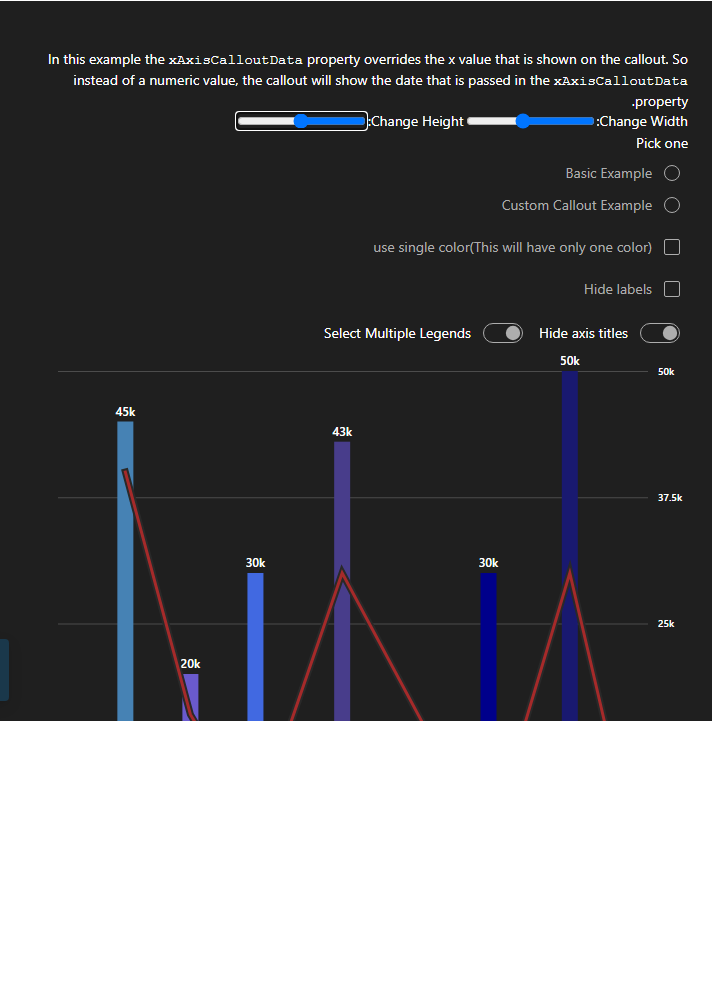 In this example the xAxisCalloutData property overrides the x value that is shown on the callout. So
instead of a numeric value, the callout will show the date that is passed in the xAxisCalloutData
.property
:Change Height :Change Width
Pick one
Basic Example
Custom Callout Example
use single color(This will have only one color)
Hide labels
Select Multiple Legends Hide axis titles
50k 50k
45k
43k
37.5k
30k 30k
25k
20k